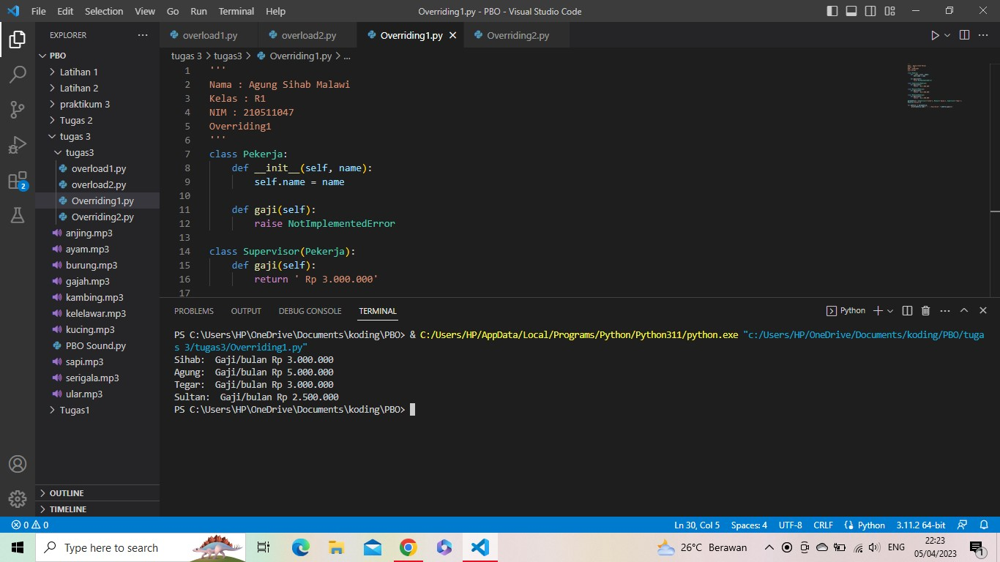 File Edit Selection View Go Run Terminal Help Overriding1.py - PBO - Visual Studio Code
EXPLORER
overload1.py overload2.py Overriding1.py Overriding2.py
tugas 3 > tugas3 > Overriding1.py > ...
PBO
Latihan 1
Latihan 2
praktikum 3
Tugas 2
tugas 3
tugas3
overload1.py
overload2.py
Overriding1.py
Overriding2.py
anjing.mp3
ayam.mp3
burung.mp3
gajah.mp3
kambing.mp3
kelelawar.mp3
kucing.mp3
PBO Sound.py
sapi.mp3
serigala.mp3
ular.mp3
Tugas1
OUTLINE
TIMELINE
2
1 '''
2 Nama : Agung Sihab Malawi
3 Kelas : R1
4 NIM : 210511047
5 Overriding1
6 '''
7 class Pekerja:
8 def __init__(self, name):
9 self.name = name
10
11 def gaji(self):
12 raise NotImplementedError
13
14 class Supervisor(Pekerja):
15 def gaji(self):
16 return ' Rp 3.000.000'
17
PROBLEMS OUTPUT DEBUG CONSOLE TERMINAL Python
PS C:\Users\HP\OneDrive\Documents\koding\PBO> & C:/Users/HP/AppData/Local/Programs/Python/Python311/python.exe "c:/Users/HP/OneDrive/Documents/koding/PBO/tuga
s 3/tugas3/Overriding1.py"
Sihab:  Gaji/bulan Rp 3.000.000
Agung:  Gaji/bulan Rp 5.000.000
Tegar:  Gaji/bulan Rp 3.000.000
Sultan:  Gaji/bulan Rp 2.500.000
PS C:\Users\HP\OneDrive\Documents\koding\PBO>
0 0 Ln 30, Col 5 Spaces: 4 UTF-8 CRLF Python 3.11.2 64-bit
Type here to search 26°C Berawan ENG 22:23
05/04/2023 1